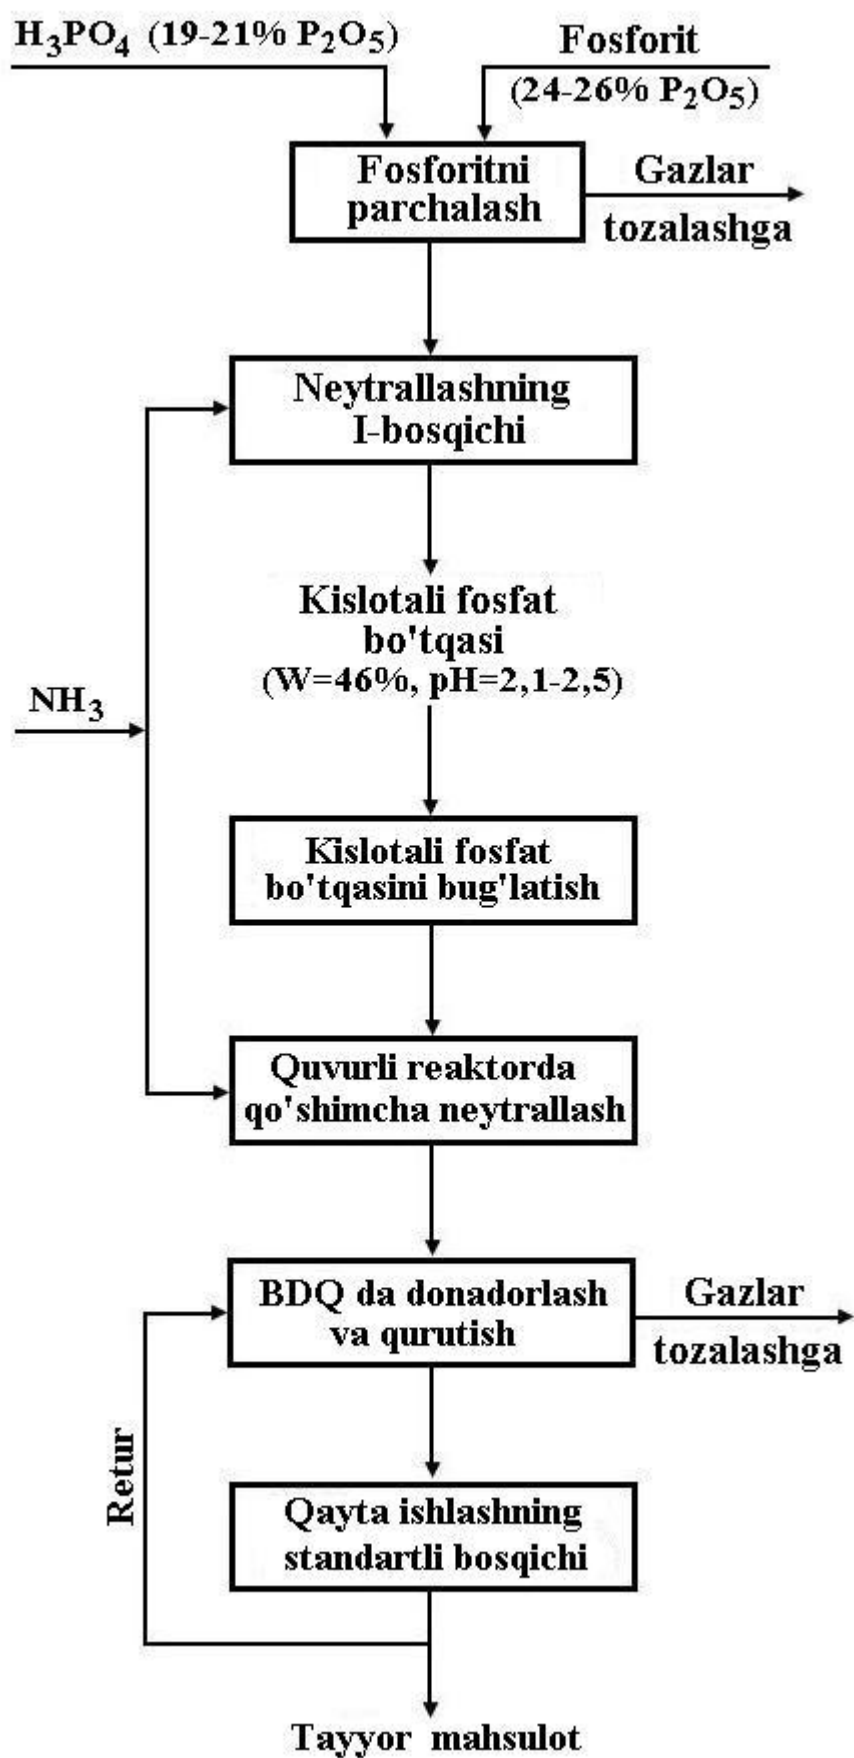 H₃PO₄ (19-21% P₂O₅)
Fosforit
(24-26% P₂O₅)
Fosforitni
parchalash
Gazlar
tozalashga
Neytrallashning
I-bosqichi
Kislotali fosfat
bo'tqasi
(W=46%, pH=2,1-2,5)
NH₃
Kislotali fosfat
bo'tqasini bug'latish
Quvurli reaktorda
qo'shimcha neytrallash
BDQ da donadorlash
va qurutish
Gazlar
tozalashga
Retur
Qayta ishlashning
standartli bosqichi
Tayyor mahsulot